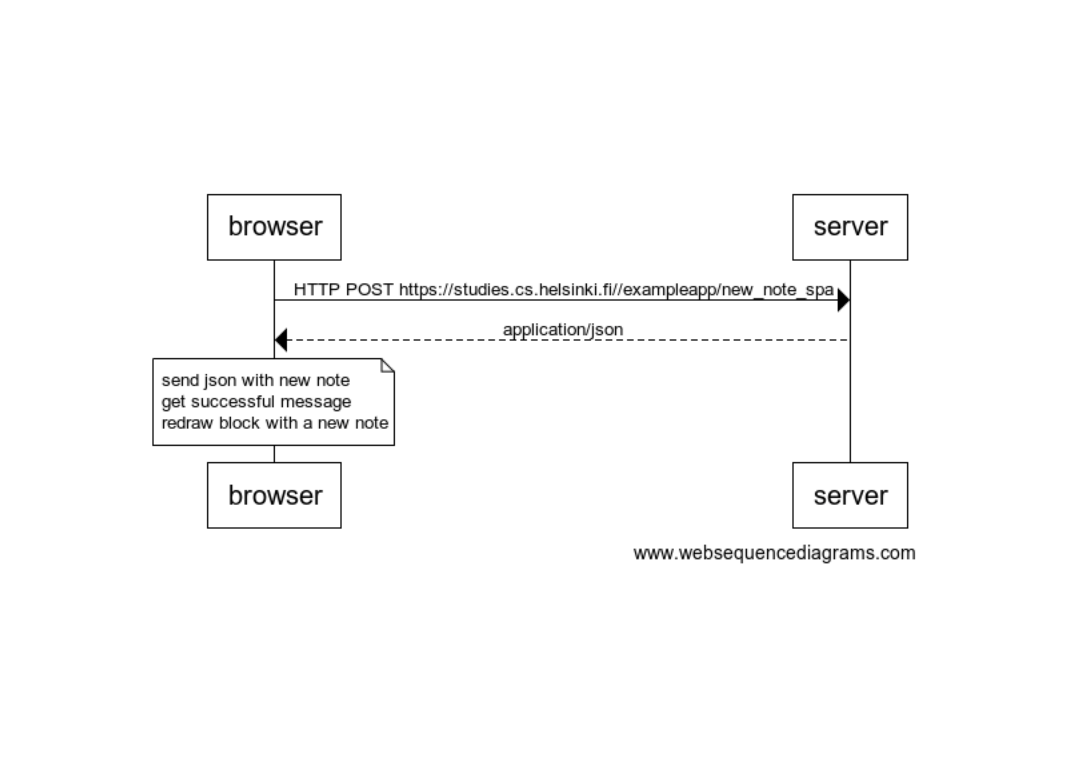 browser
server
HTTP POST https://studies.cs.helsinki.fi//exampleapp/new_note_spa
application/json
send json with new note
get successful message
redraw block with a new note
browser
server
www.websequencediagrams.com